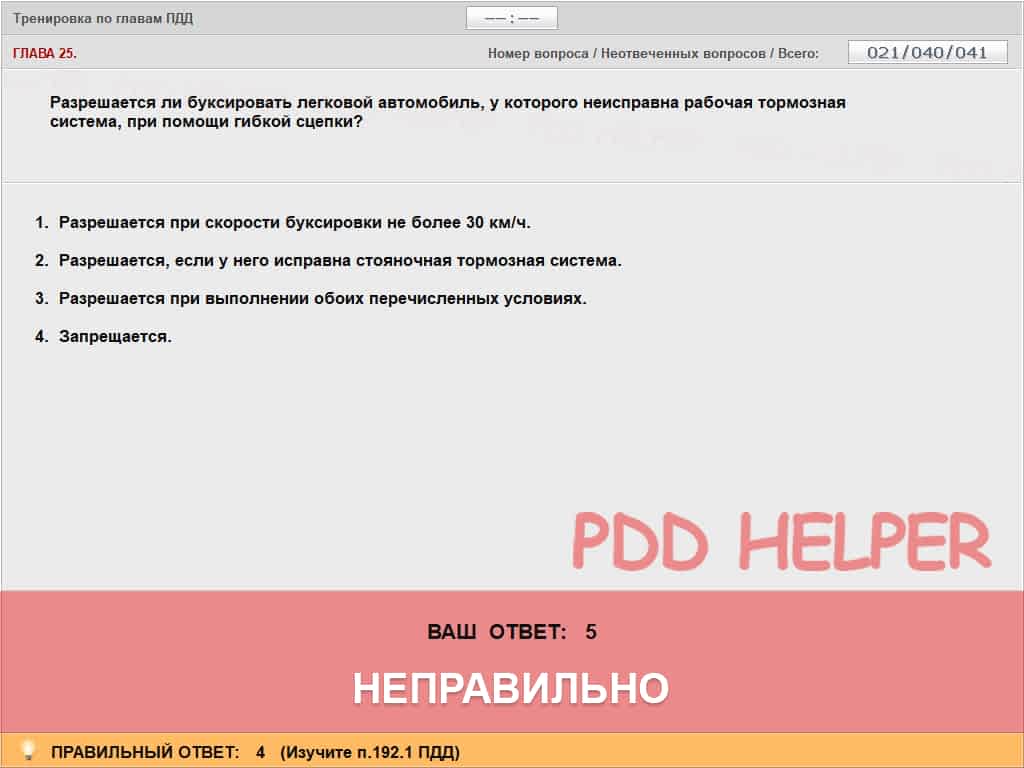 Тренировка по главам ПДД
—— : ——
ГЛАВА 25.
Номер вопроса / Неотвеченных вопросов / Всего:
021/040/041
Разрешается ли буксировать легковой автомобиль, у которого неисправна рабочая тормозная
система, при помощи гибкой сцепки?
1. Разрешается при скорости буксировки не более 30 км/ч.
2. Разрешается, если у него исправна стояночная тормозная система.
3. Разрешается при выполнении обоих перечисленных условиях.
4. Запрещается.
PDD HELPER
ВАШ ОТВЕТ: 5
НЕПРАВИЛЬНО
ПРАВИЛЬНЫЙ ОТВЕТ: 4 (Изучите п.192.1 ПДД)